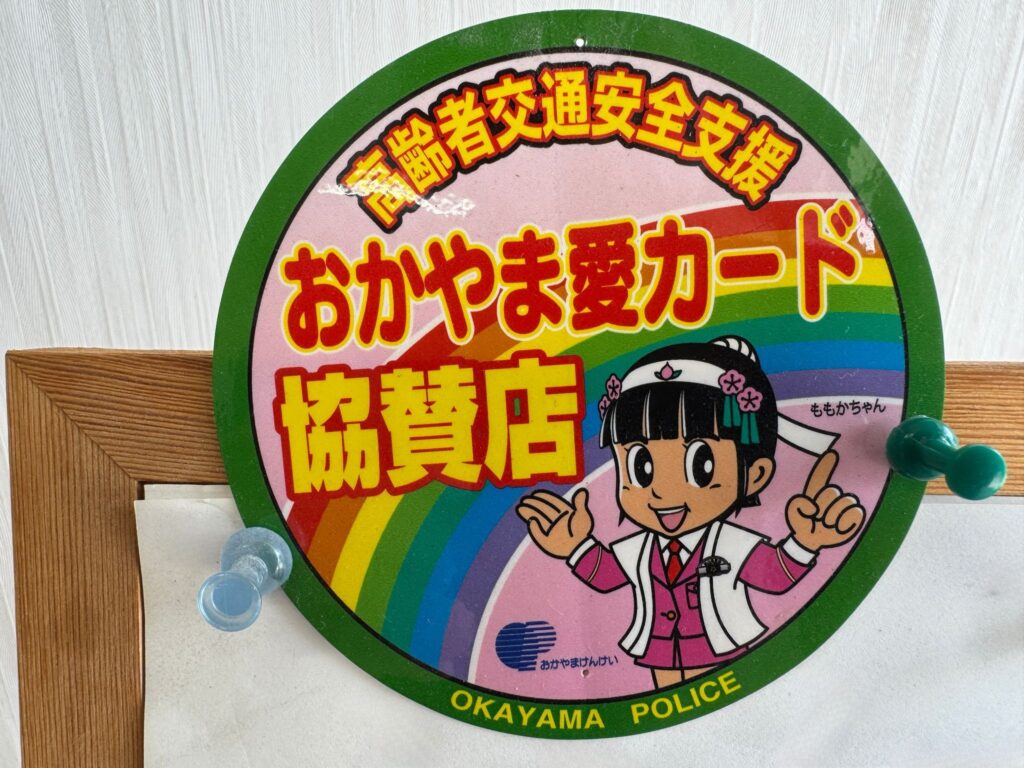 高齢者交通安全支援
おかやま愛カード
協賛店
ももかちゃん
おかやまけんけい
OKAYAMA POLICE